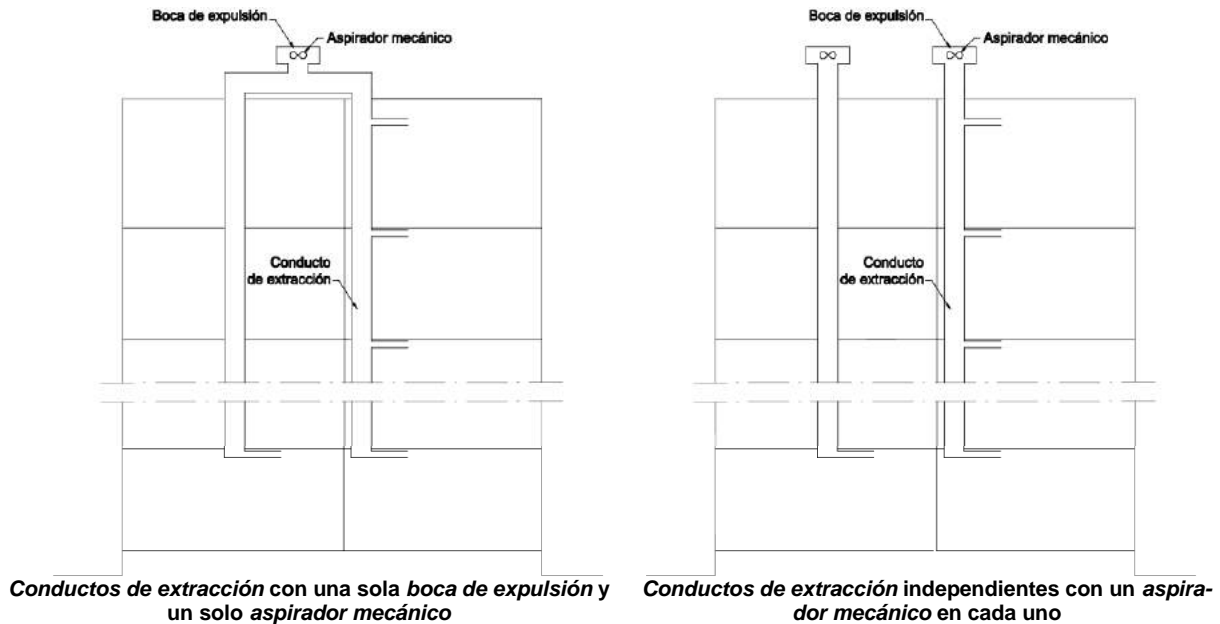 Boca de expulsión
Aspirador mecánico
Conducto
de extracción
Conductos de extracción con una sola boca de expulsión y
un solo aspirador mecánico
Boca de expulsión
Aspirador mecánico
Conducto
de extracción
Conductos de extracción independientes con un aspira-
dor mecánico en cada uno